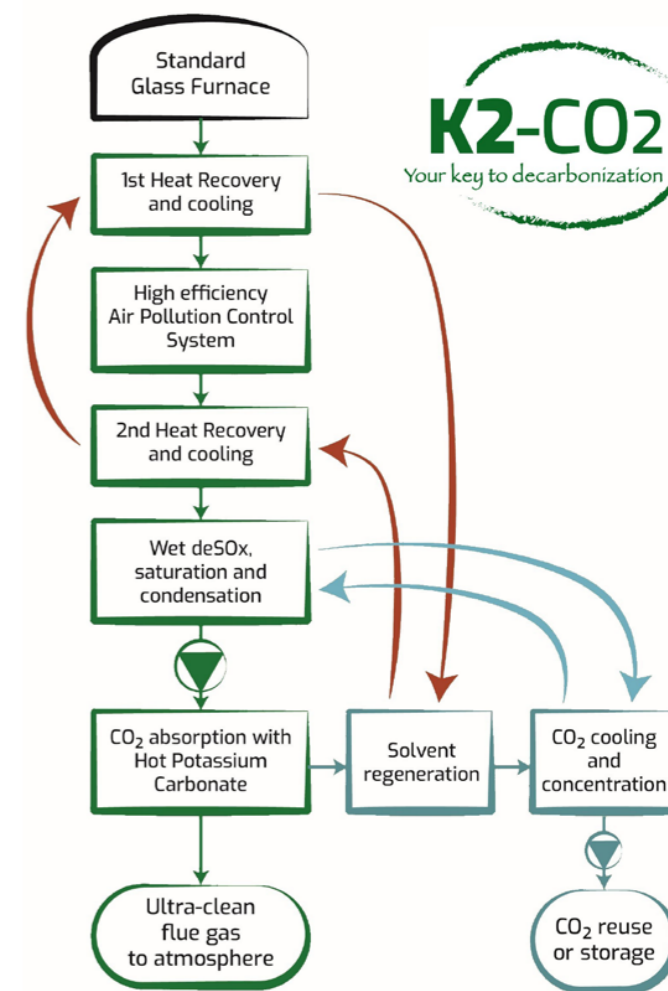 Standard
Glass Furnace
K2-CO2
Your key to decarbonization
1st Heat Recovery
and cooling
High efficiency
Air Pollution Control
System
2nd Heat Recovery
and cooling
Wet deSOx,
saturation and
condensation
CO₂ absorption with
Hot Potassium
Carbonate
Solvent
regeneration
CO₂ cooling
and
concentration
Ultra-clean
flue gas
to atmosphere
CO₂ reuse
or storage